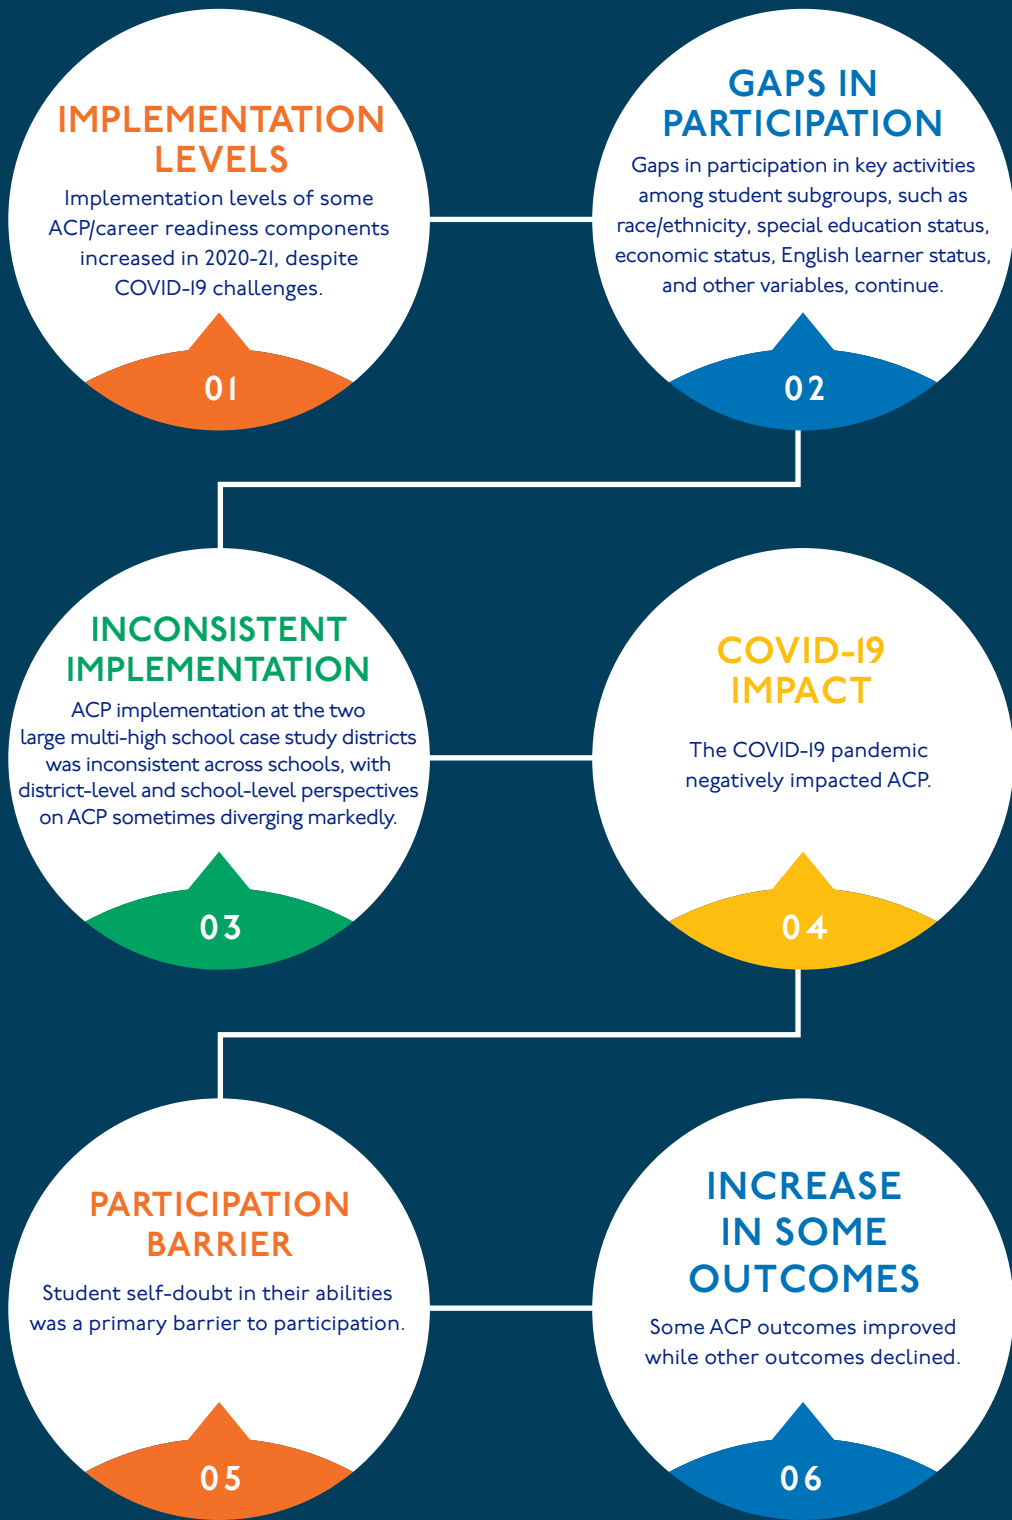 IMPLEMENTATION
LEVELS
Implementation levels of some
ACP/career readiness components
increased in 2020-21, despite
COVID-19 challenges.
01
GAPS IN
PARTICIPATION
Gaps in participation in key activities
among student subgroups, such as
race/ethnicity, special education status,
economic status, English learner status,
and other variables, continue.
02
INCONSISTENT
IMPLEMENTATION
ACP implementation at the two
large multi-high school case study districts
was inconsistent across schools, with
district-level and school-level perspectives
on ACP sometimes diverging markedly.
03
COVID-19
IMPACT
The COVID-19 pandemic
negatively impacted ACP.
04
PARTICIPATION
BARRIER
Student self-doubt in their abilities
was a primary barrier to participation.
05
INCREASE
IN SOME
OUTCOMES
Some ACP outcomes improved
while other outcomes declined.
06